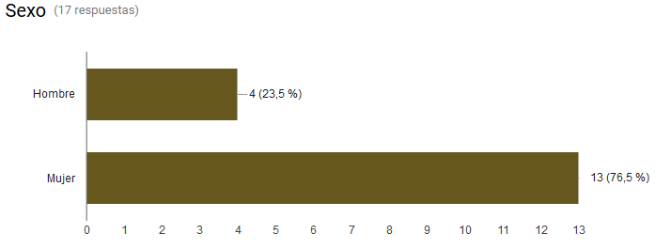 Sexo (17 respuestas)
Hombre 4 (23,5 %)
Mujer 13 (76,5 %)
0 1 2 3 4 5 6 7 8 9 10 11 12 13